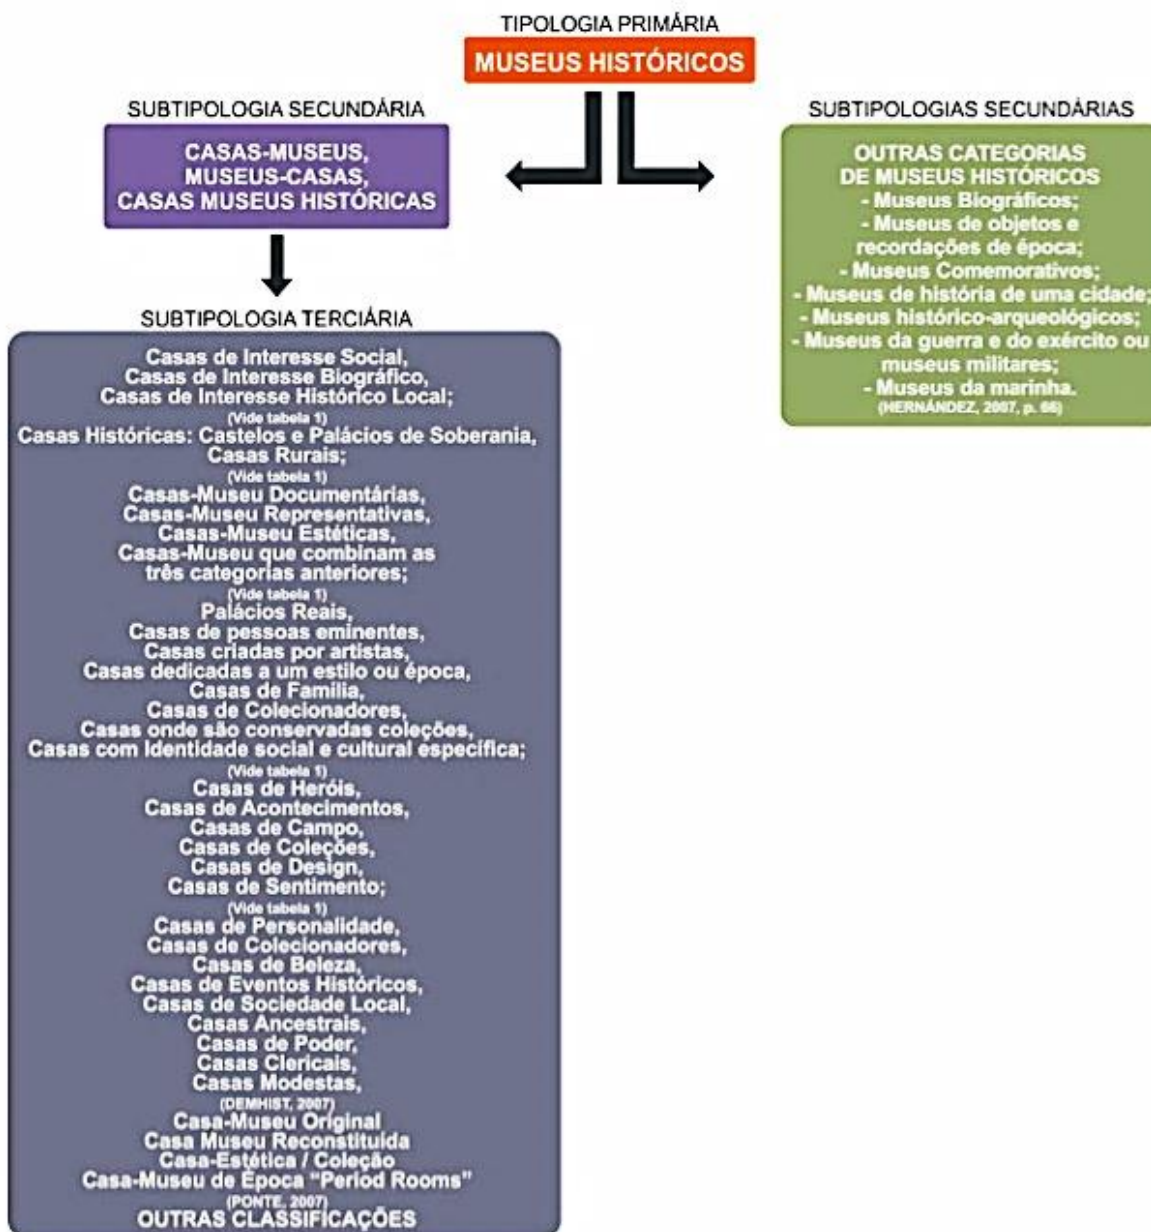 TIPOLOGIA PRIMÁRIA
MUSEUS HISTÓRICOS
SUBTIPOLOGIA SECUNDÁRIA
CASAS-MUSEUS,
MUSEUS-CASAS,
CASAS MUSEUS HISTÓRICAS
SUBTIPOLOGIAS SECUNDÁRIAS
OUTRAS CATEGORIAS
DE MUSEUS HISTÓRICOS
- Museus Biográficos;
- Museus de objetos e
recordações de época;
- Museus Comemorativos;
- Museus de história de uma cidade;
- Museus histórico-arqueológicos;
- Museus da guerra e do exército ou
museus militares;
- Museus da marinha.
(HERNÁNDEZ, 2007, p. 66)
SUBTIPOLOGIA TERCIÁRIA
Casas de Interesse Social,
Casas de Interesse Biográfico,
Casas de Interesse Histórico Local;
(Vide tabela 1)
Casas Históricas: Castelos e Palácios de Soberania,
Casas Rurais;
(Vide tabela 1)
Casas-Museu Documentárias,
Casas-Museu Representativas,
Casas-Museu Estéticas,
Casas-Museu que combinam as
três categorias anteriores;
(Vide tabela 1)
Palácios Reais,
Casas de pessoas eminentes,
Casas criadas por artistas,
Casas dedicadas a um estilo ou época,
Casas de Família,
Casas de Colecionadores,
Casas onde são conservadas coleções,
Casas com Identidade social e cultural específica;
(Vide tabela 1)
Casas de Heróis,
Casas de Acontecimentos,
Casas de Campo,
Casas de Coleções,
Casas de Design,
Casas de Sentimento;
(Vide tabela 1)
Casas de Personalidade,
Casas de Colecionadores,
Casas de Beleza,
Casas de Eventos Históricos,
Casas de Sociedade Local,
Casas Ancestrais,
Casas de Poder,
Casas Clericais,
Casas Modestas,
(DEMHIST, 2007)
Casa-Museu Original
Casa Museu Reconstituída
Casa-Estética / Coleção
Casa-Museu de Época “Period Rooms”
(PONTE, 2007)
OUTRAS CLASSIFICAÇÕES